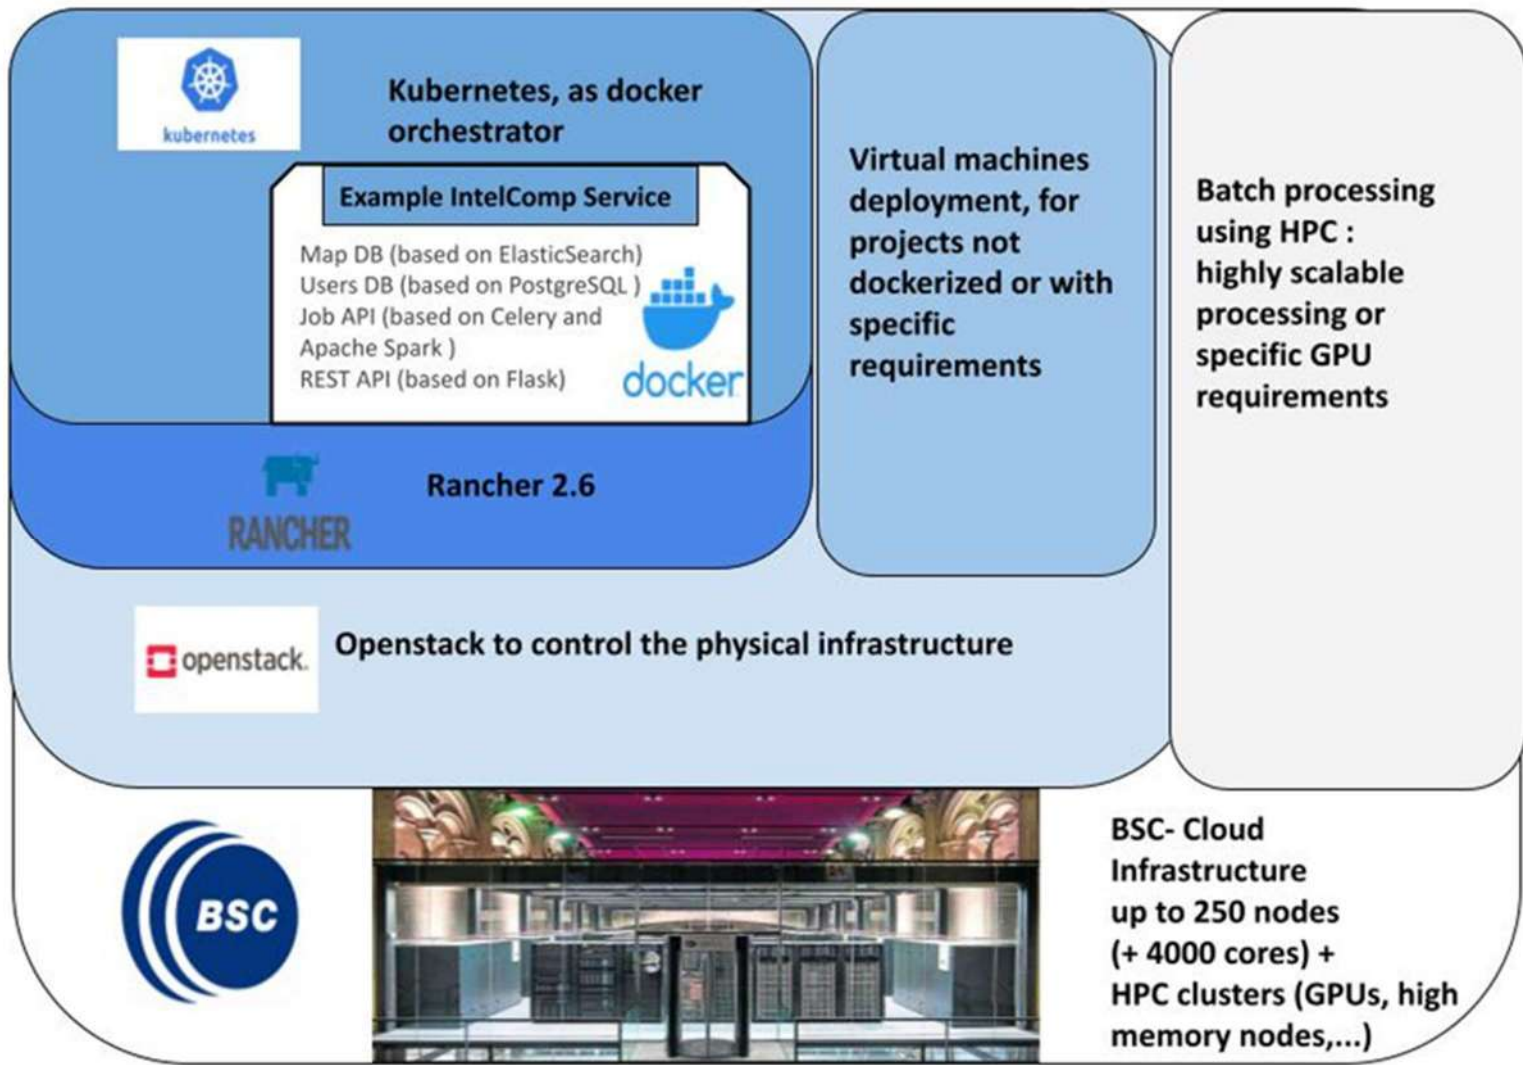 kubernetes
Kubernetes, as docker
orchestrator
Example IntelComp Service
Map DB (based on ElasticSearch)
Users DB (based on PostgreSQL )
Job API (based on Celery and
Apache Spark )
REST API (based on Flask)
docker
Rancher 2.6
RANCHER
Virtual machines
deployment, for
projects not
dockerized or with
specific
requirements
Batch processing
using HPC :
highly scalable
processing or
specific GPU
requirements
openstack.
Openstack to control the physical infrastructure
BSC
BSC- Cloud
Infrastructure
up to 250 nodes
(+ 4000 cores) +
HPC clusters (GPUs, high
memory nodes,...)